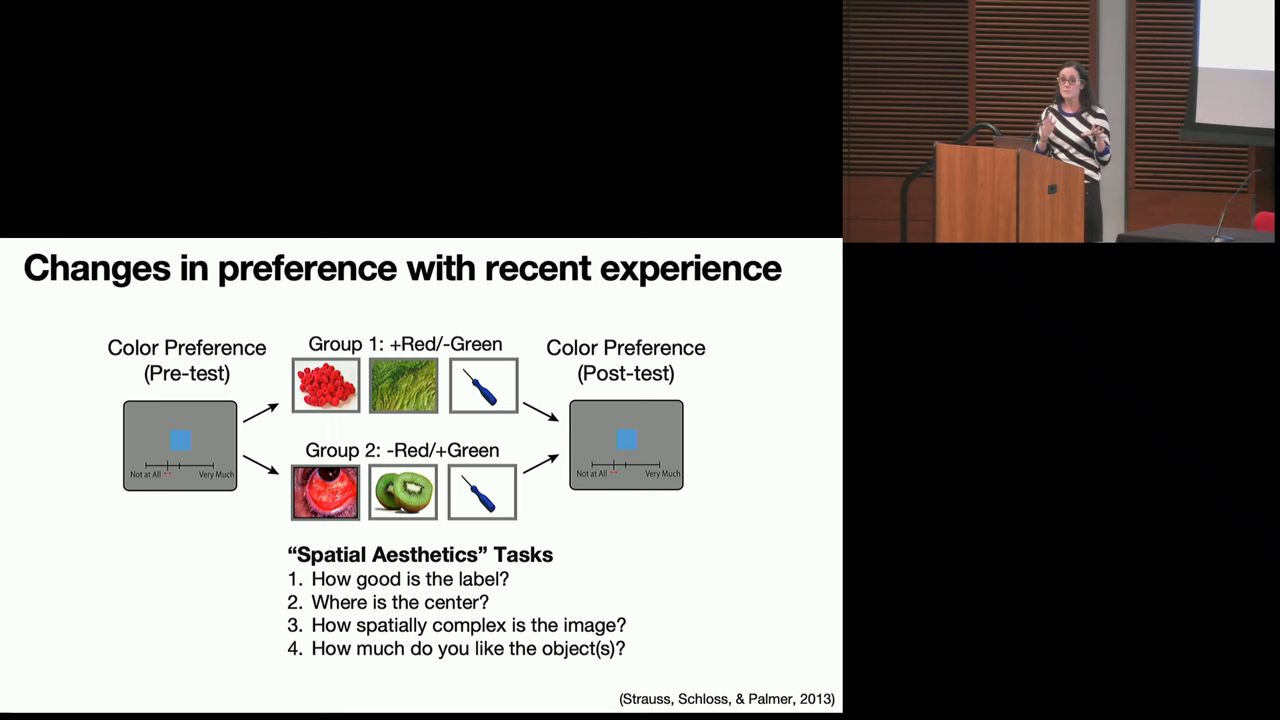 Changes in preference with recent experience
Color Preference
(Pre-test)
Group 1: +Red/-Green
Color Preference
(Post-test)
Group 2: -Red/+Green
Not at All
Very Much
Not at All
Very Much
“Spatial Aesthetics” Tasks
1. How good is the label?
2. Where is the center?
3. How spatially complex is the image?
4. How much do you like the object(s)?
(Strauss, Schloss, & Palmer, 2013)